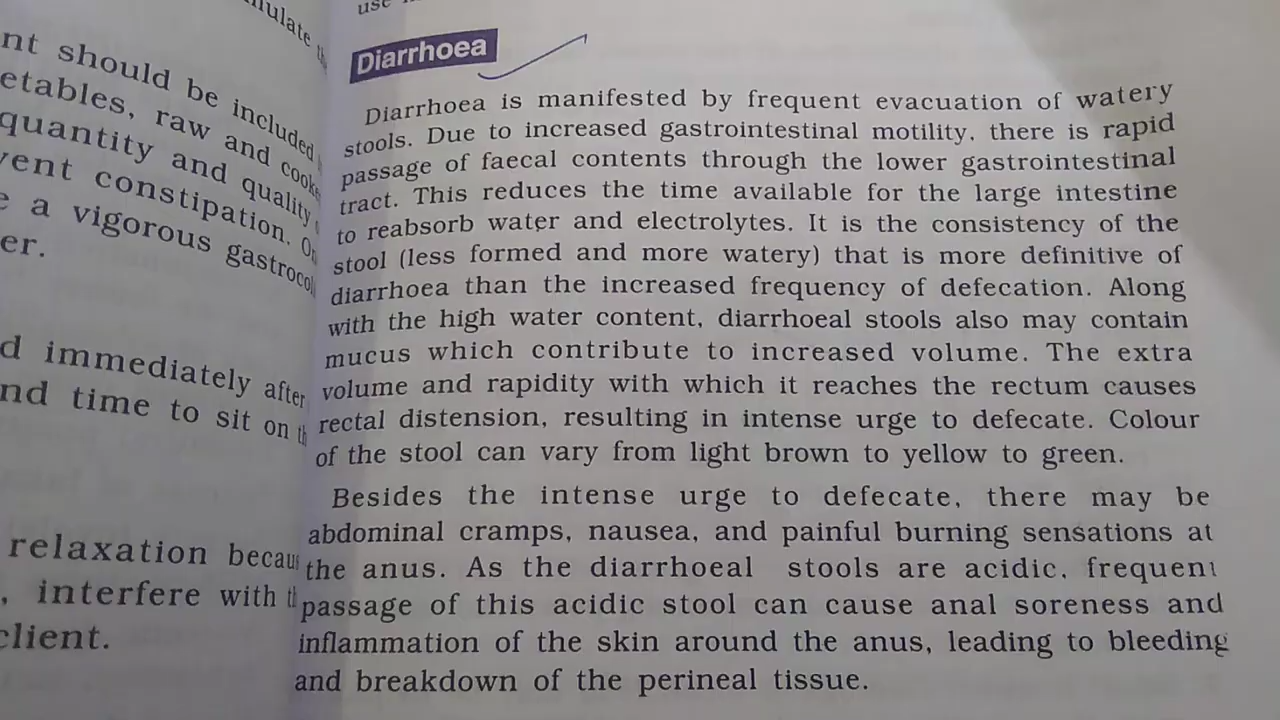 nt should be included
etables, raw and
quantity and quality
vent constipation.
e a vigorous
er.
d immediately after
nd time to sit on
relaxation
, interfere with
client.
use
Diarrhoea
Diarrhoea is manifested by frequent evacuation of watery
stools. Due to increased gastrointestinal motility, there is rapid
passage of faecal contents through the lower gastrointestinal
tract. This reduces the time available for the large intestine
to reabsorb water and electrolytes. It is the consistency of the
stool (less formed and more watery) that is more definitive of
diarrhoea than the increased frequency of defecation. Along
with the high water content, diarrhoeal stools also may contain
mucus which contribute to increased volume. The extra
volume and rapidity with which it reaches the rectum causes
rectal distension, resulting in intense urge to defecate. Colour
of the stool can vary from light brown to yellow to green.
Besides the intense urge to defecate, there may be
abdominal cramps, nausea, and painful burning sensations at
the anus. As the diarrhoeal stools are acidic, frequent
passage of this acidic stool can cause anal soreness and
inflammation of the skin around the anus, leading to bleeding
and breakdown of the perineal tissue.